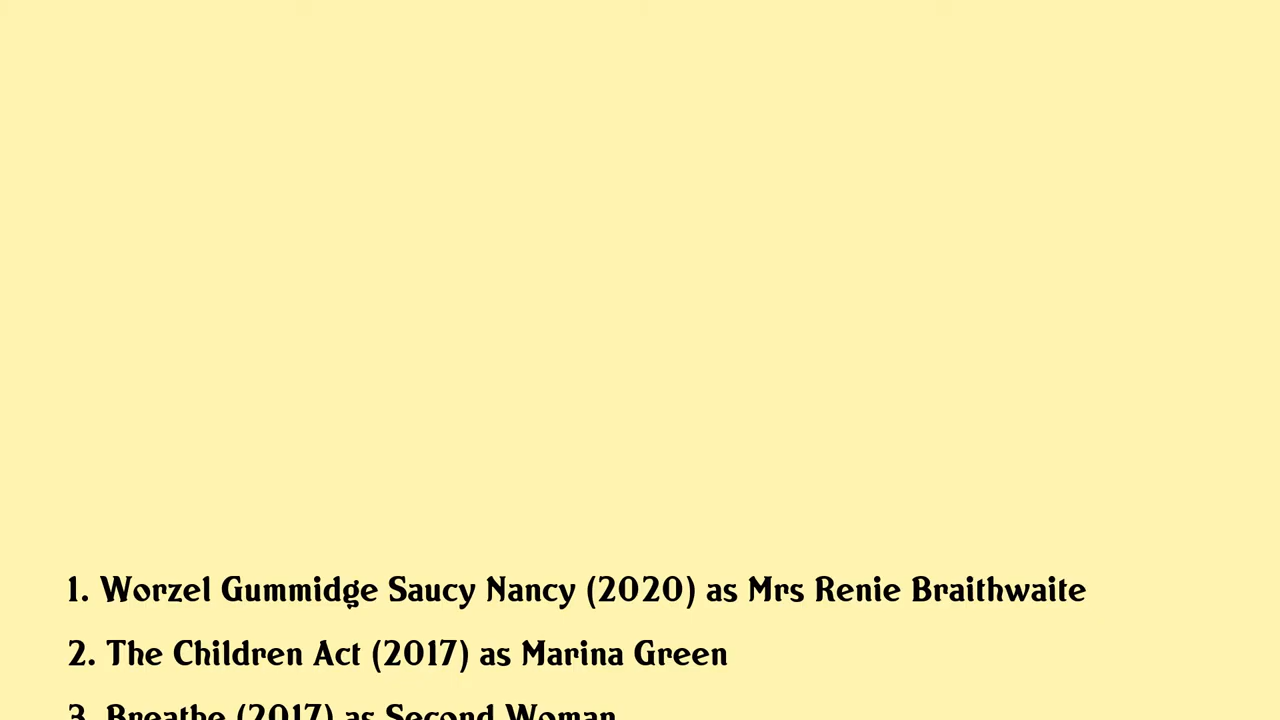 1. Worzel Gummidge Saucy Nancy (2020) as Mrs Renie Braithwaite
2. The Children Act (2017) as Marina Green
3. Breathe (2017) as Second Woman